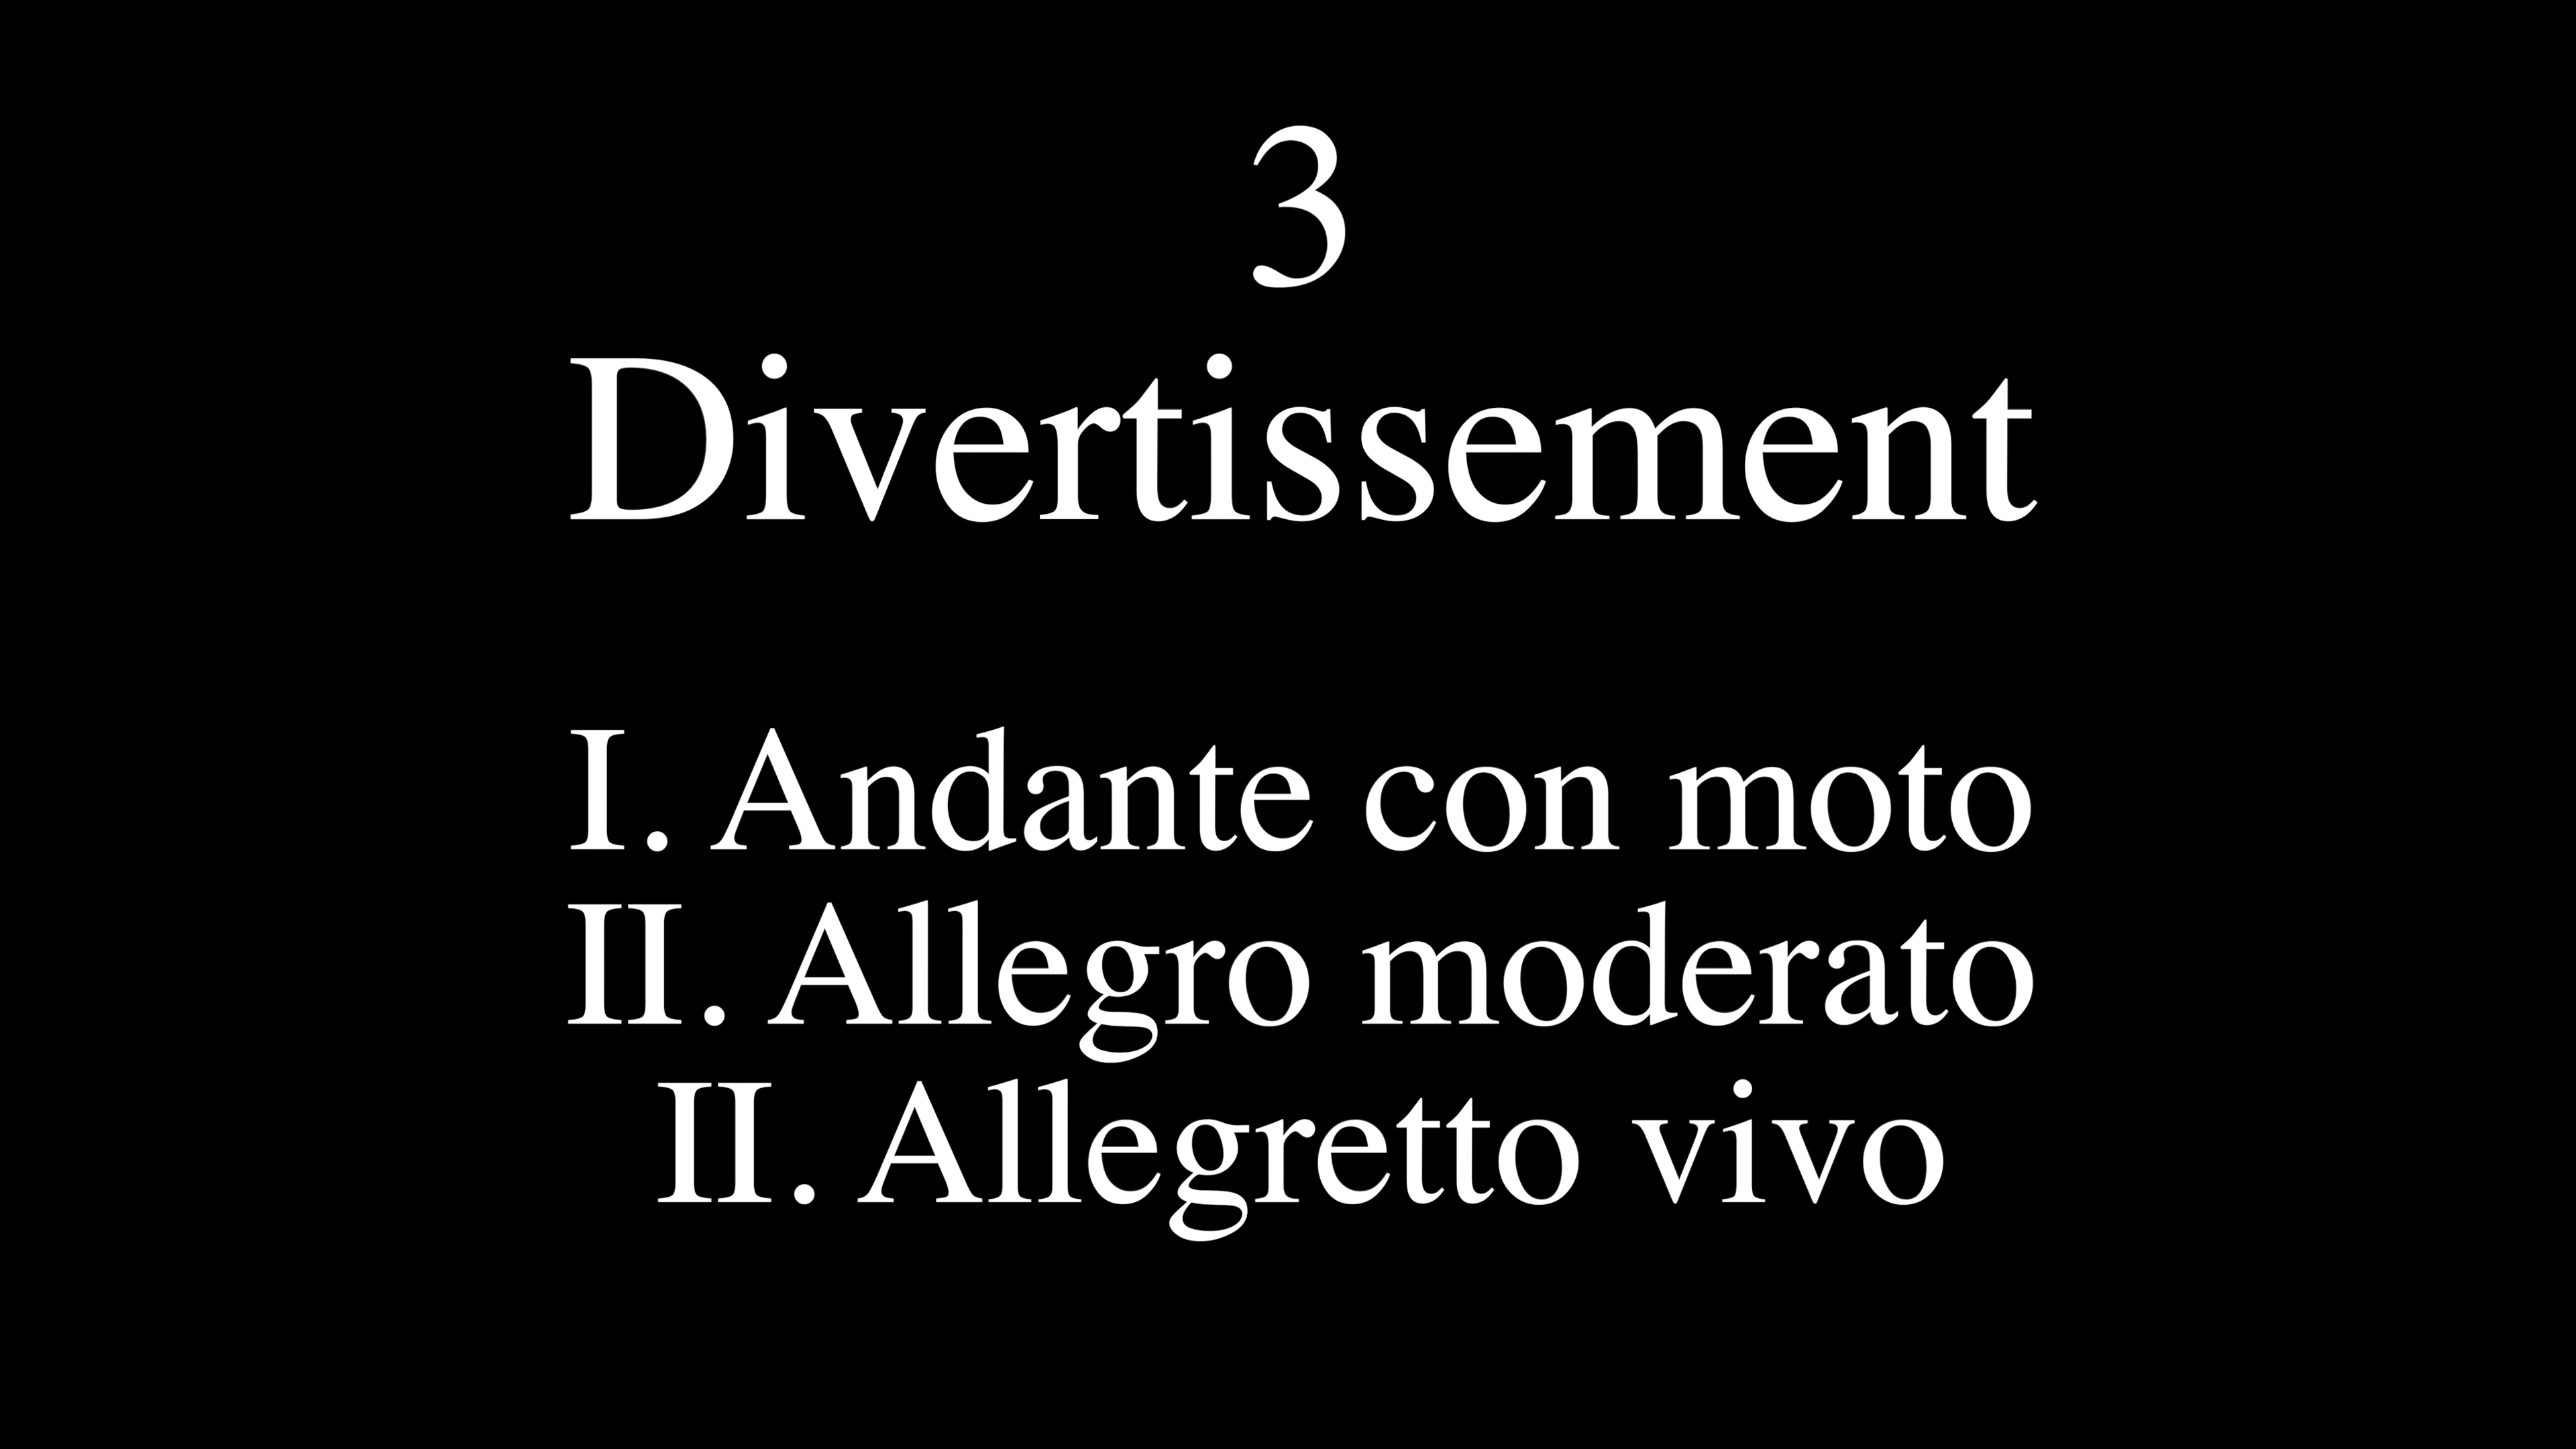 3
Divertissement
I. Andante con moto
II. Allegro moderato
II. Allegretto vivo